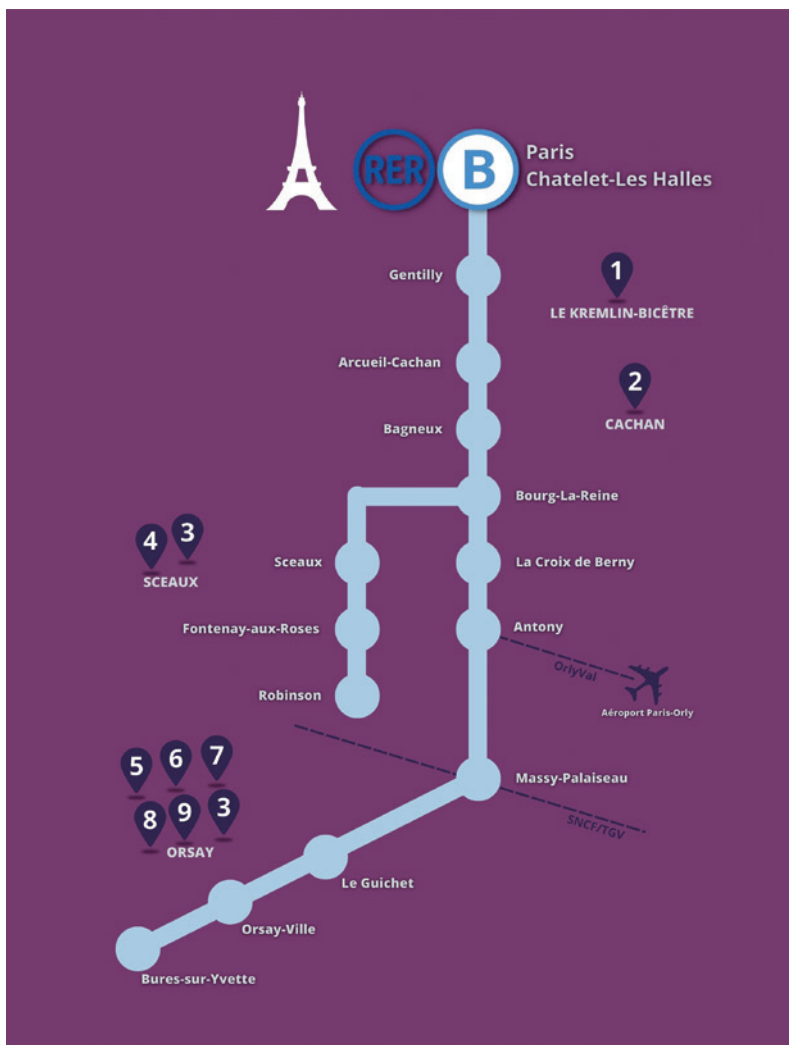 RER
B
Paris
Chatelet-Les Halles
Gentilly
1
LE KREMLIN-BICÊTRE
Arcueil-Cachan
2
CACHAN
Bagneux
Bourg-La-Reine
4
3
SCEAUX
Sceaux
La Croix de Berny
Fontenay-aux-Roses
Antony
OrlyVal
Aéroport Paris-Orly
Robinson
5
6
7
8
9
3
ORSAY
Massy-Palaiseau
SNCF/TGV
Le Guichet
Orsay-Ville
Bures-sur-Yvette